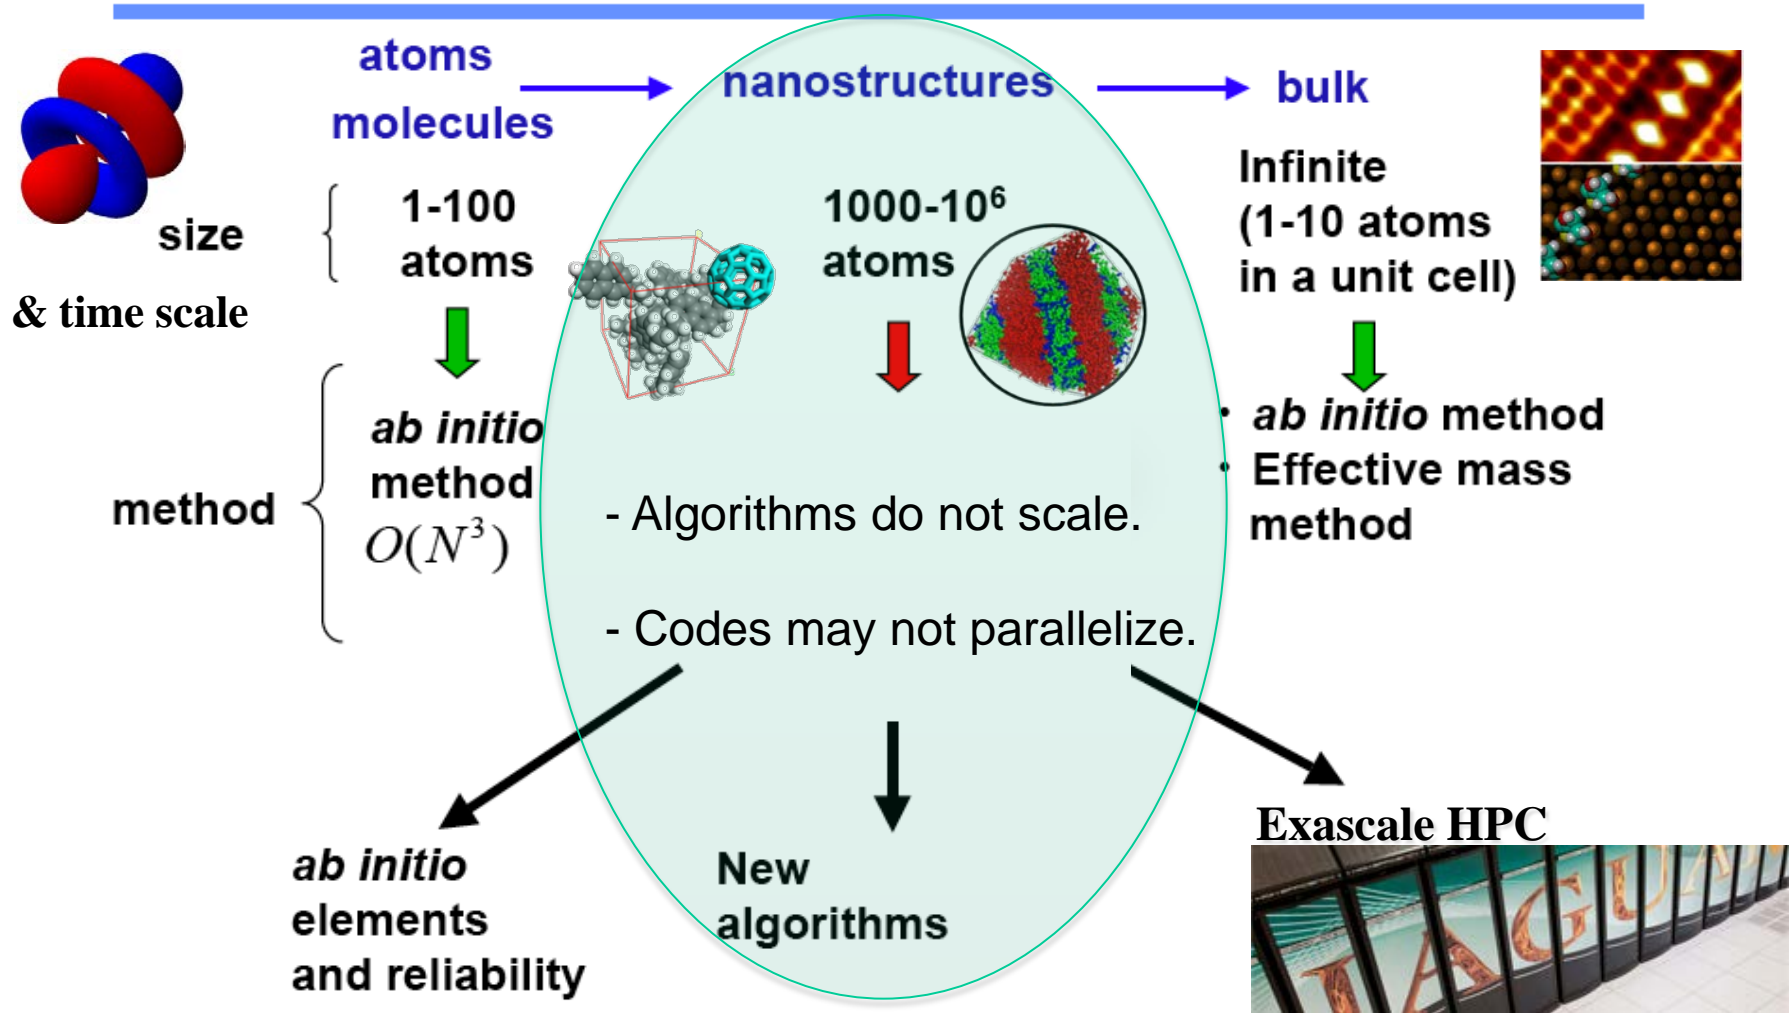 atoms
molecules
nanostructures
bulk
size
& time scale
1-100
atoms
1000-10⁶
atoms
Infinite
(1-10 atoms
in a unit cell)
method
ab initio
method
O(N³)
- Algorithms do not scale.
- Codes may not parallelize.
• ab initio method
• Effective mass
method
ab initio
elements
and reliability
New
algorithms
Exascale HPC
JAGUA